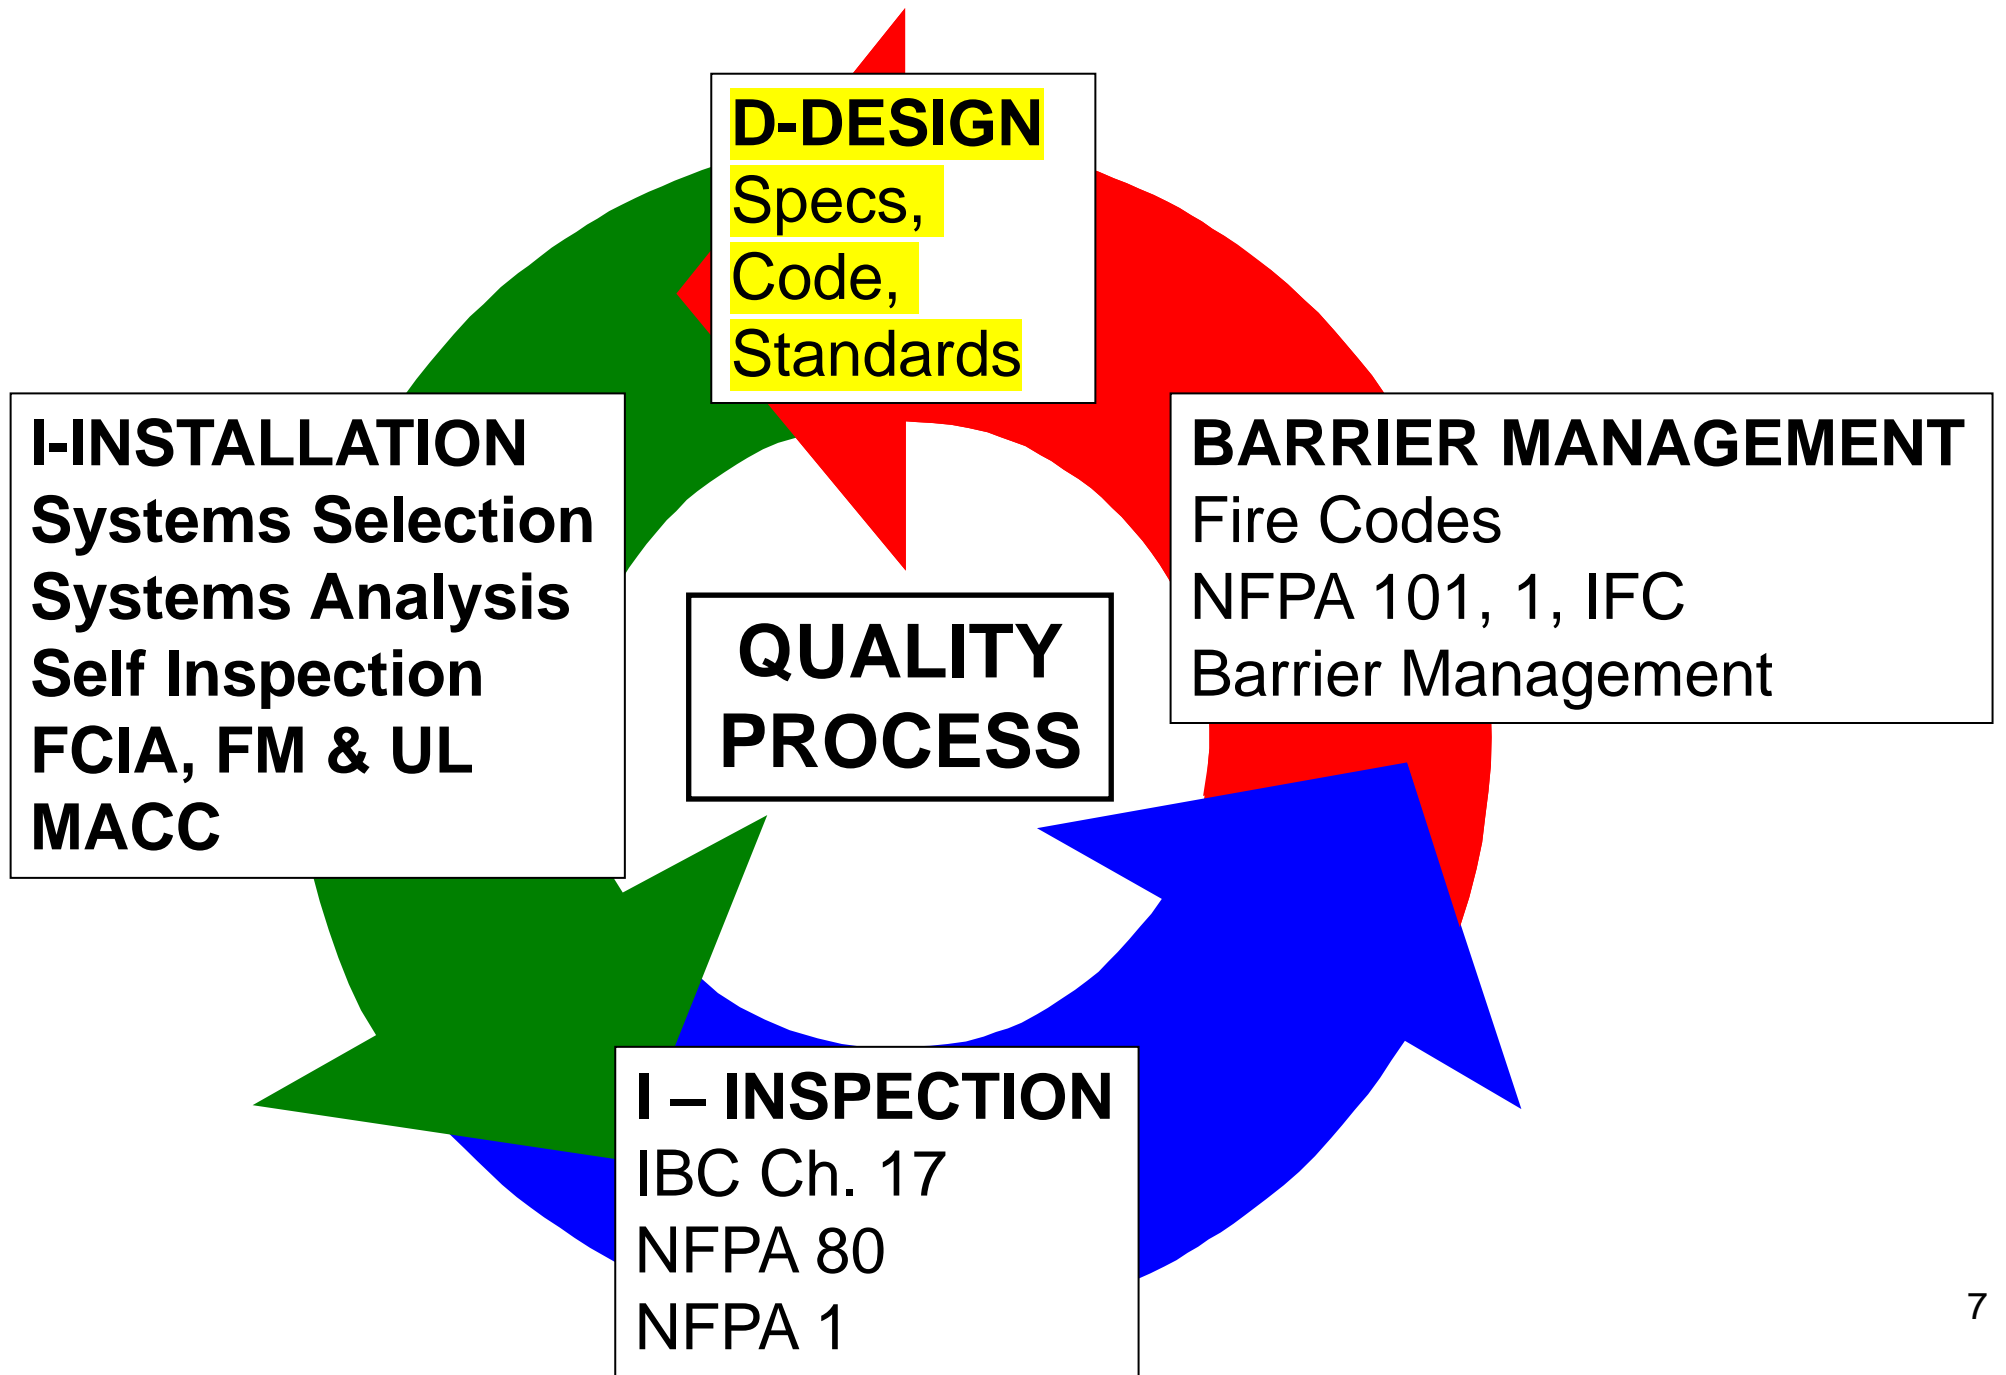 D-DESIGN
Specs,
Code,
Standards
I-INSTALLATION
Systems Selection
Systems Analysis
Self Inspection
FCIA, FM & UL
MACC
BARRIER MANAGEMENT
Fire Codes
NFPA 101, 1, IFC
Barrier Management
QUALITY
PROCESS
I – INSPECTION
IBC Ch. 17
NFPA 80
NFPA 1
7